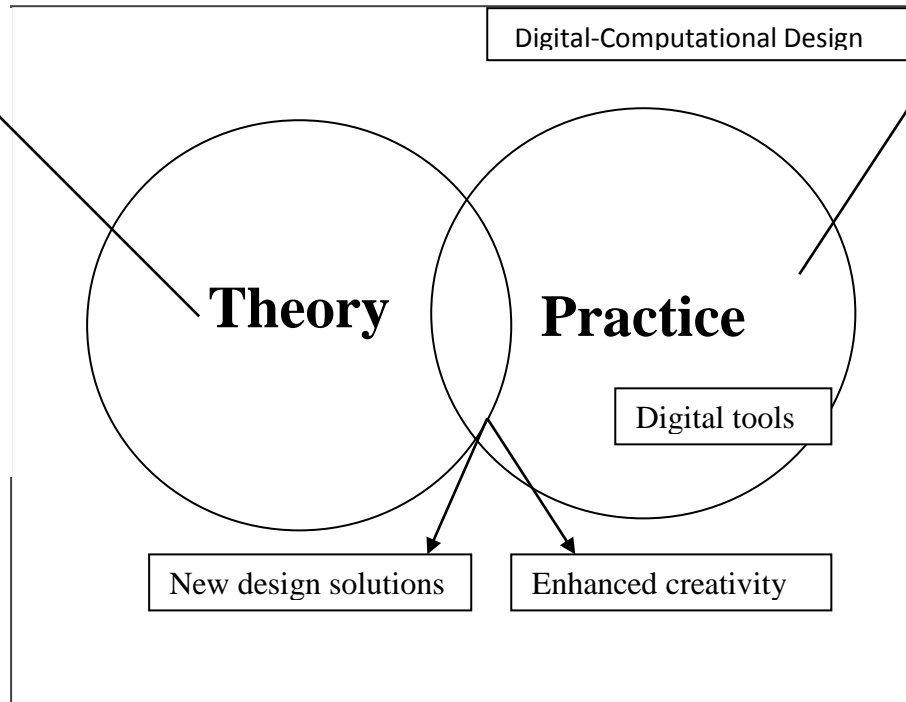 Digital-Computational Design
Theory
Practice
Digital tools
New design solutions
Enhanced creativity